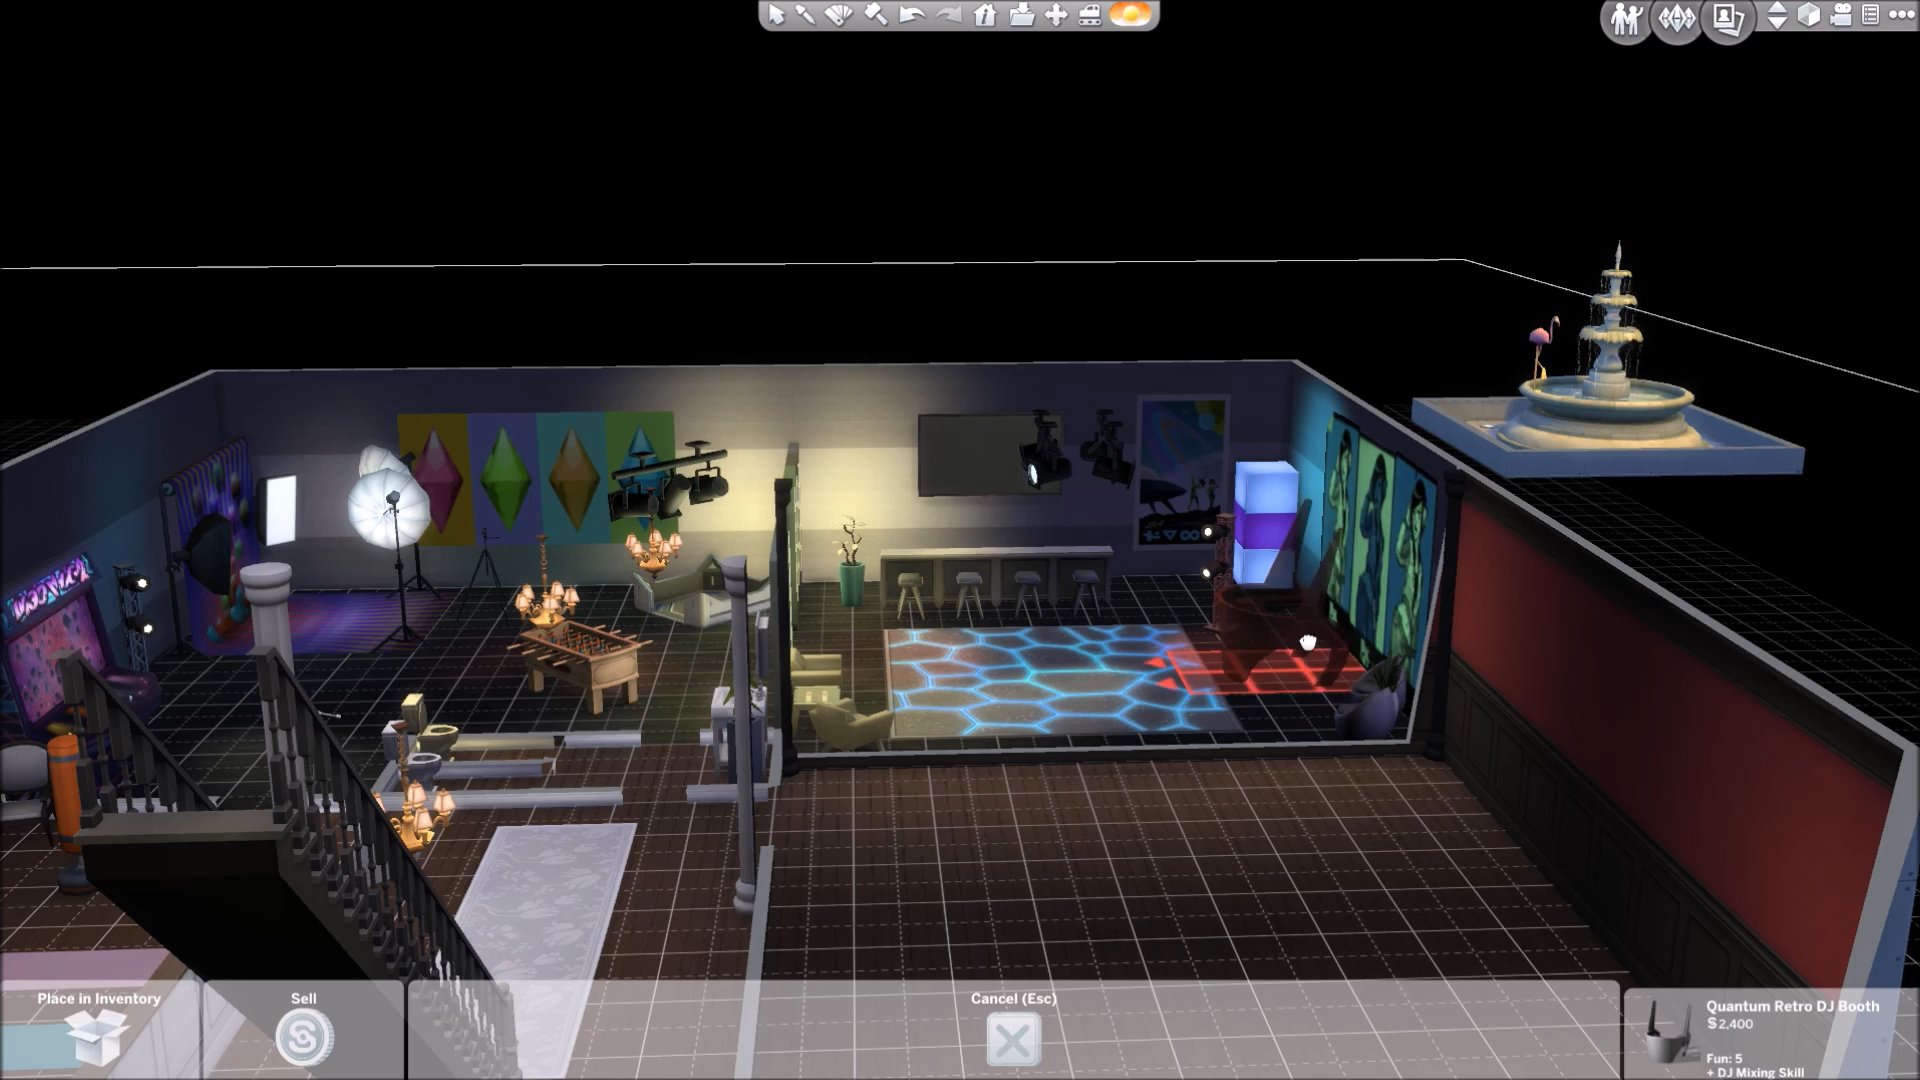 Place in Inventory
Sell
Cancel (Esc)
Quantum Retro DJ Booth
§2,400
Fun: 5
+ DJ Mixing Skill